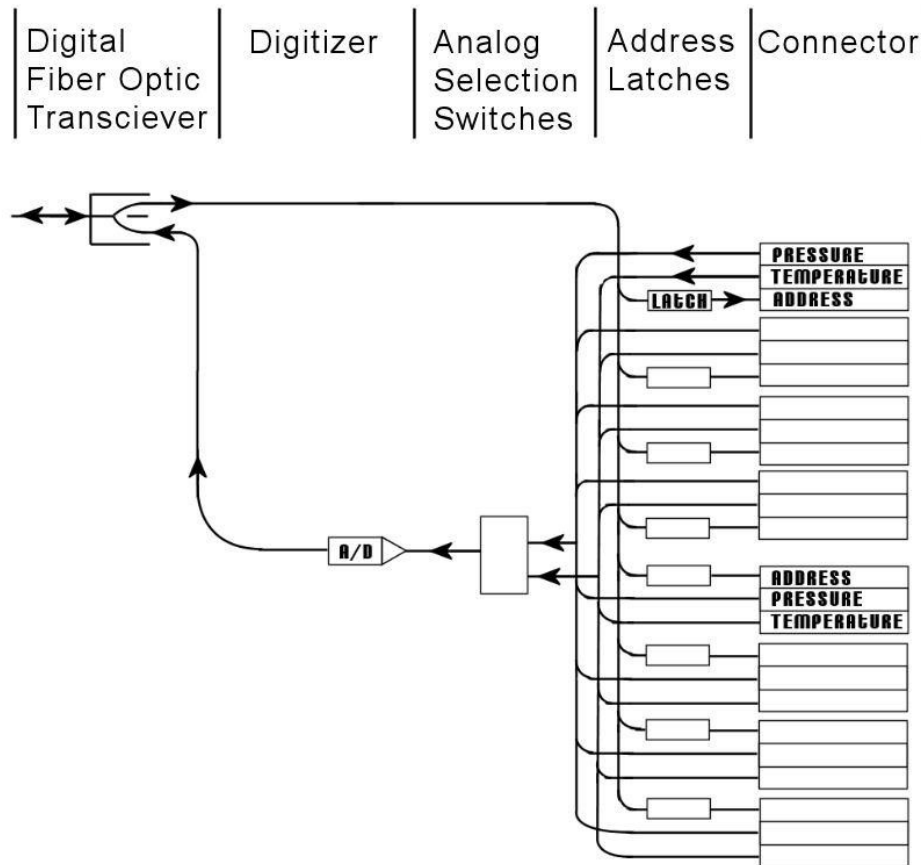 Digital
Fiber Optic
Transciever
Digitizer
Analog
Selection
Switches
Address
Latches
Connector
PRESSURE
TEMPERATURE
LATCH
ADDRESS
A/D
ADDRESS
PRESSURE
TEMPERATURE